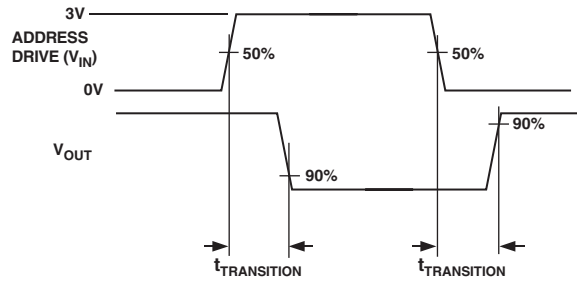 3V
ADDRESS
DRIVE (VIN)
50%
50%
0V
90%
VOUT
90%
tTRANSITION
tTRANSITION